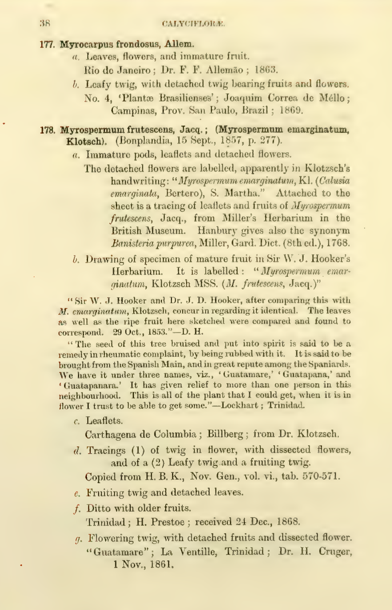 38 CALYCIFLORÆ.
177. Myrocarpus frondosus, Allem.
a. Leaves, flowers, and immature fruit.
Rio de Janeiro; Dr. F. F. Allemão; 1863.
b. Leafy twig, with detached twig bearing fruits and flowers.
No. 4, 'Plantæ Brasilienses'; Joaquim Correa de Méllo;
Campinas, Prov. San Paulo, Brazil; 1869.
178. Myrospermum frutescens, Jacq.; (Myrospermum emarginatum,
Klotsch). (Bonplandia, 15 Sept., 1857, p. 277).
a. Immature pods, leaflets and detached flowers.
The detached flowers are labelled, apparently in Klotzsch's
handwriting: "Myrospermum emarginatum, Kl. (Calusia
emarginata, Bertero), S. Martha." Attached to the
sheet is a tracing of leaflets and fruits of Myrospermum
frutescens, Jacq., from Miller's Herbarium in the
British Museum. Hanbury gives also the synonym
Banisteria purpurea, Miller, Gard. Dict. (8th ed.), 1768.
b. Drawing of specimen of mature fruit in Sir W. J. Hooker's
Herbarium. It is labelled: "Myrospermum emar-
ginatum, Klotzsch MSS. (M. frutescens, Jacq.)"
"Sir W. J. Hooker and Dr. J. D. Hooker, after comparing this with
M. emarginatum, Klotzsch, concur in regarding it identical. The leaves
as well as the ripe fruit here sketched were compared and found to
correspond. 29 Oct., 1853."—D. H.
"The seed of this tree bruised and put into spirit is said to be a
remedy in rheumatic complaint, by being rubbed with it. It is said to be
brought from the Spanish Main, and in great repute among the Spaniards.
We have it under three names, viz., 'Guatamare,' 'Guatapana,' and
'Guatapanara.' It has given relief to more than one person in this
neighbourhood. This is all of the plant that I could get, when it is in
flower I trust to be able to get some."—Lockhart; Trinidad.
c. Leaflets.
Carthagena de Columbia; Billberg; from Dr. Klotzsch.
d. Tracings (1) of twig in flower, with dissected flowers,
and of a (2) Leafy twig and a fruiting twig.
Copied from H. B. K., Nov. Gen., vol. vi., tab. 570-571.
e. Fruiting twig and detached leaves.
f. Ditto with older fruits.
Trinidad; H. Prestoe; received 24 Dec., 1868.
g. Flowering twig, with detached fruits and dissected flower.
"Guatamare"; La Ventille, Trinidad; Dr. H. Cruger,
1 Nov., 1861.